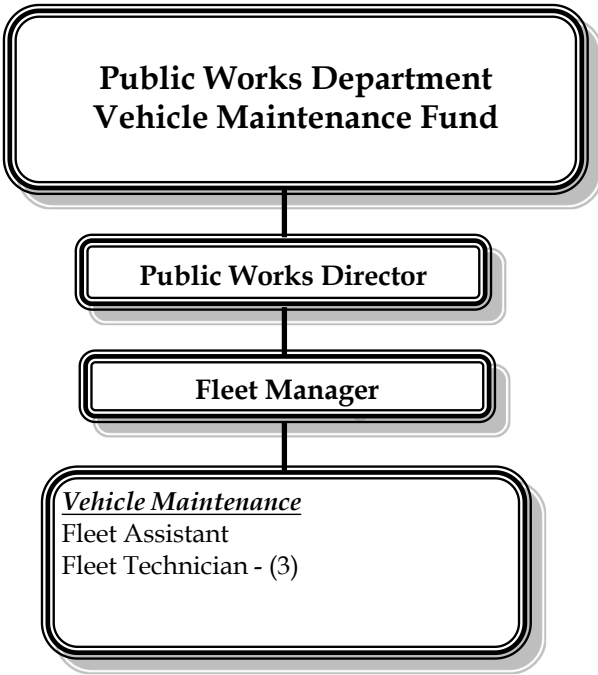 Public Works Department
Vehicle Maintenance Fund
Public Works Director
Fleet Manager
Vehicle Maintenance
Fleet Assistant
Fleet Technician - (3)